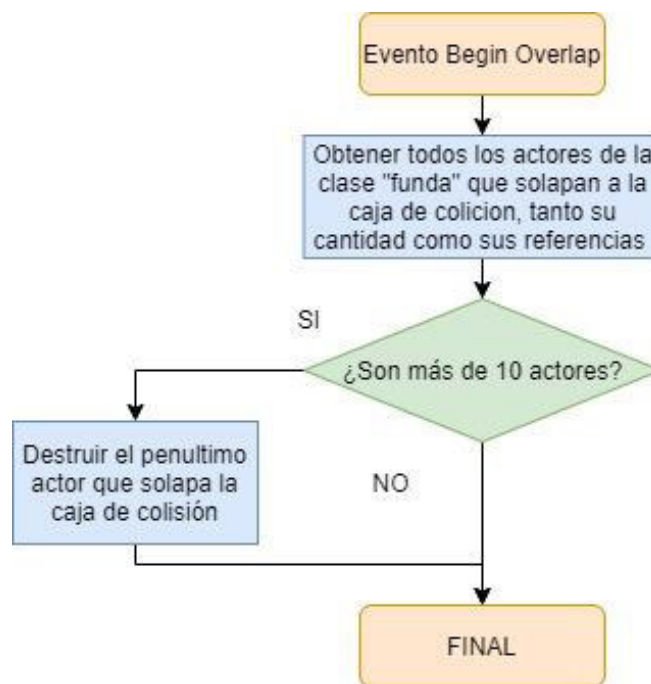 Evento Begin Overlap
Obtener todos los actores de la
clase "funda" que solapan a la
caja de colicion, tanto su
cantidad como sus referencias
SI
¿Son más de 10 actores?
Destruir el penultimo
actor que solapa la
caja de colisión
NO
FINAL